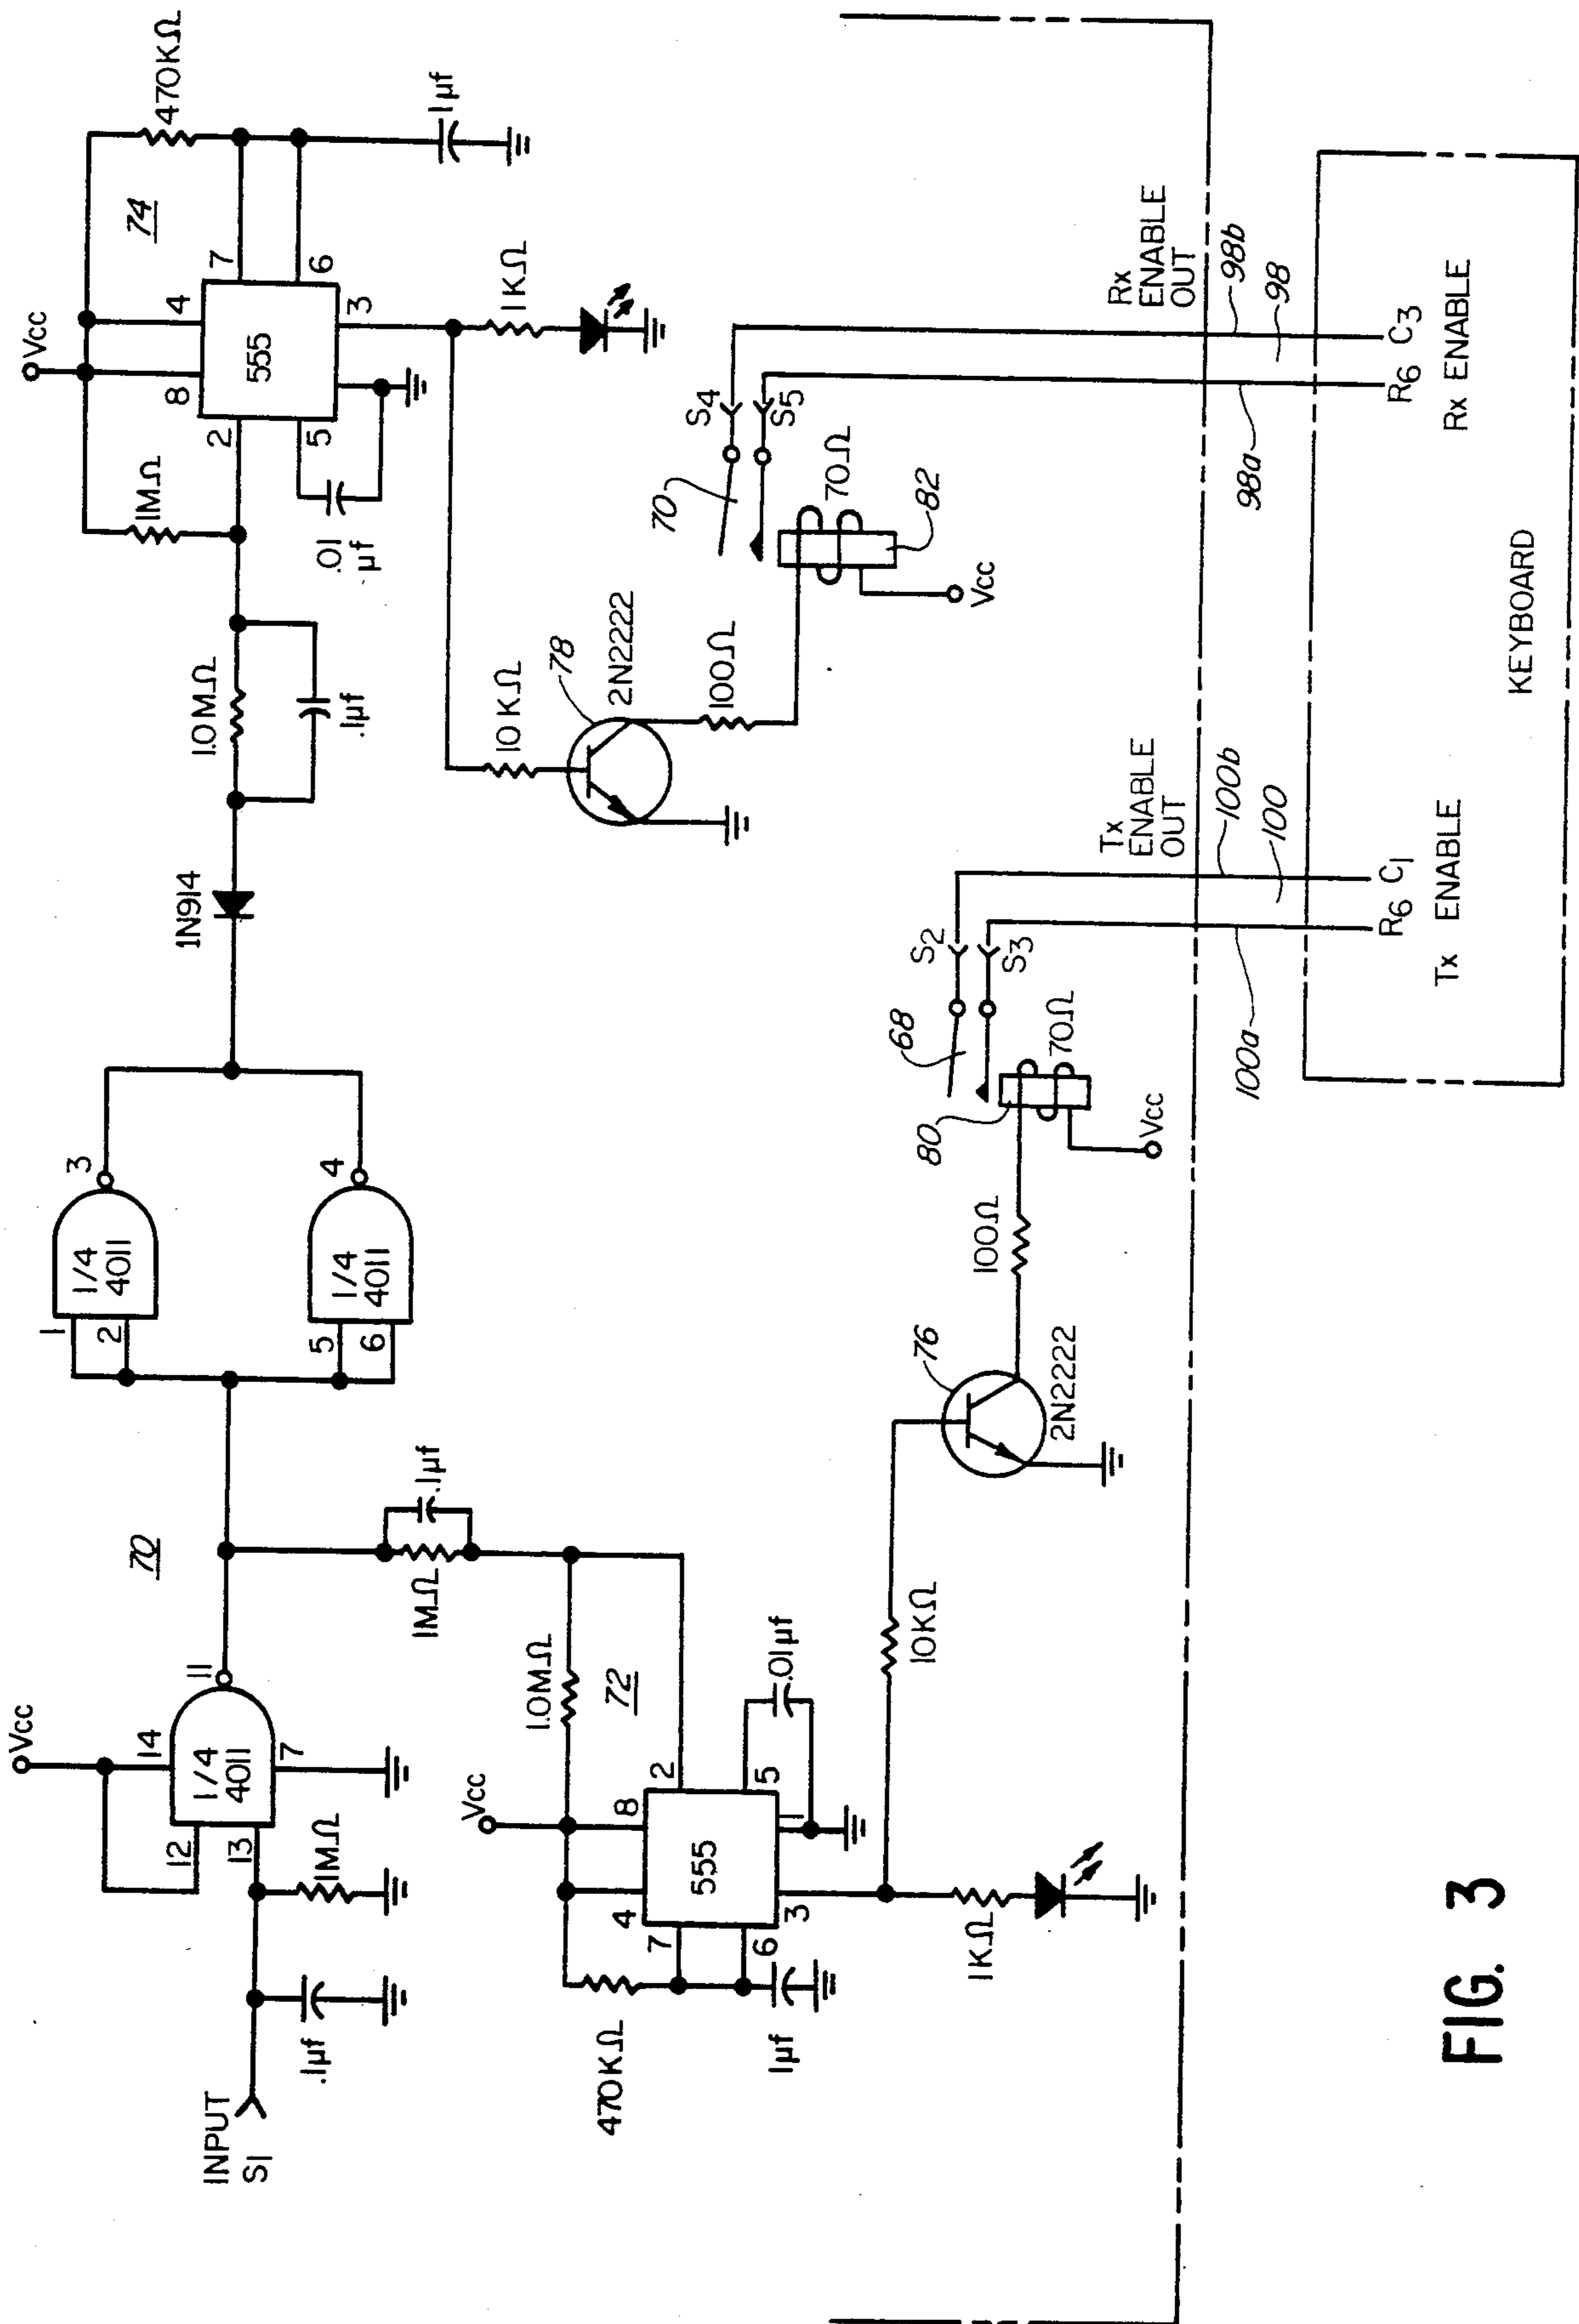 INPUT
S1
.1µf
1MΩ
Vcc
12
13
14
1/4
4011
7
11
70
1MΩ
.1µf
1
2
1/4
4011
3
5
6
1/4
4011
4
1N914
1.0MΩ
.1µf
1MΩ
Vcc
74
470KΩ
2
8
4
7
555
5
3
6
.01
µf
1µf
1KΩ
470KΩ
1µf
Vcc
1.0MΩ
72
4
8
7
2
555
6
3
1
5
.01µf
1KΩ
10KΩ
76
2N2222
100Ω
80
70Ω
Vcc
68
S2
S3
10KΩ
78
2N2222
100Ω
70
S4
S5
70Ω
82
Vcc
Tx
ENABLE
OUT
100a
100b
100
Rx
ENABLE
OUT
98a
98b
98
R6 C1
Tx ENABLE
R6 C3
Rx ENABLE
KEYBOARD
FIG. 3